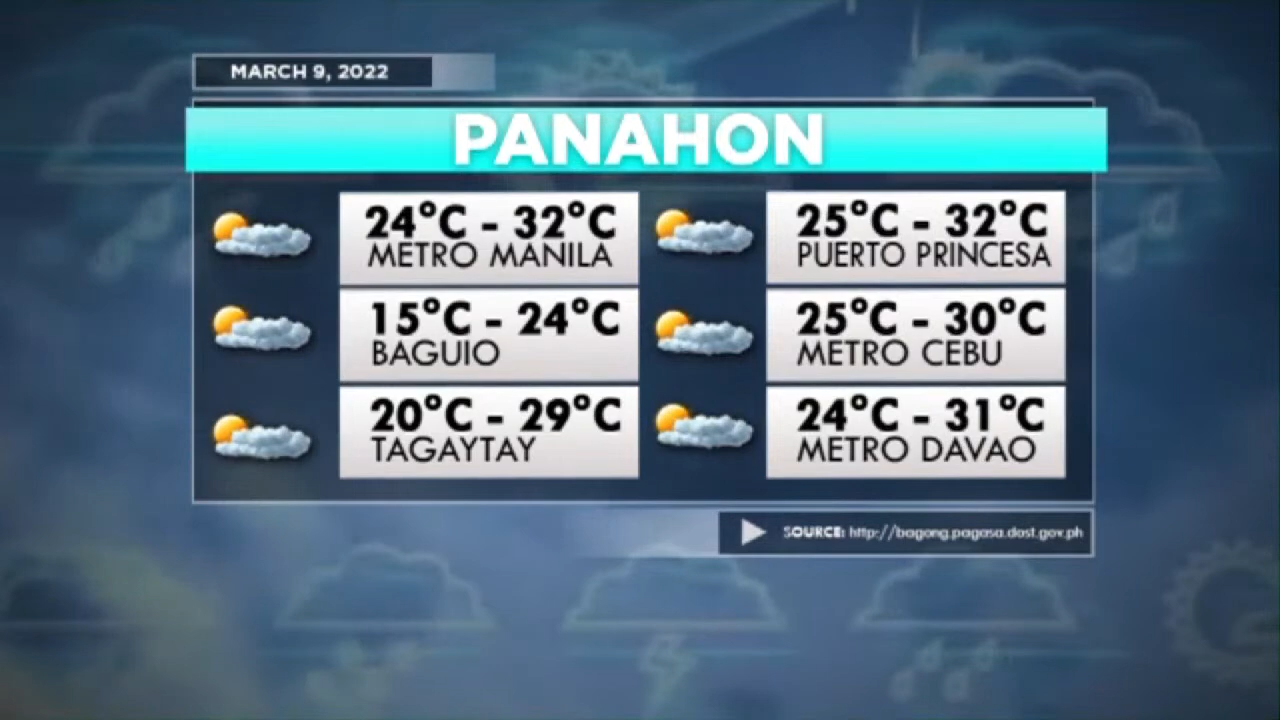 MARCH 9, 2022
PANAHON
24°C - 32°C
METRO MANILA
15°C - 24°C
BAGUIO
20°C - 29°C
TAGAYTAY
25°C - 32°C
PUERTO PRINCESA
25°C - 30°C
METRO CEBU
24°C - 31°C
METRO DAVAO
SOURCE: http://bagong.pagasa.dost.gov.ph